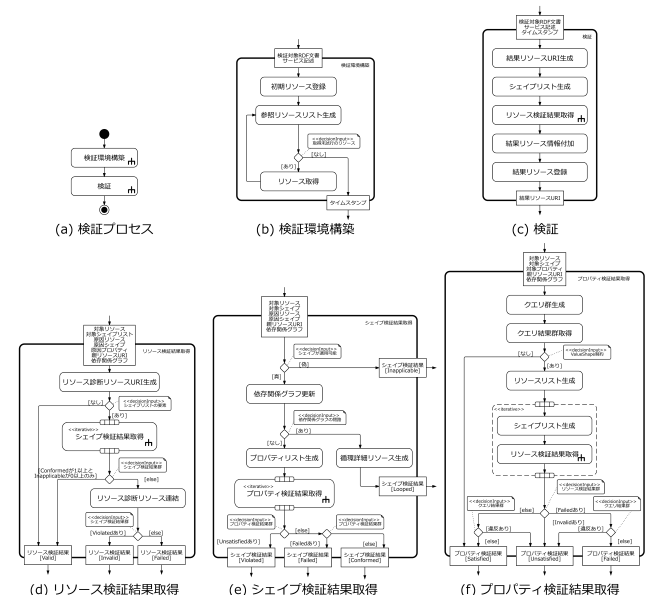 検証環境構築
検証
(a) 検証プロセス
検証対象RDF文書
サービス記述
検証環境構築
初期リソース登録
参照リソースリスト生成
<<decisionInput>>
[なし]
[あり]
リソース取得
タイムスタンプ
(b) 検証環境構築
検証対象RDF文書
サービス記述
タイムスタンプ
検証
結果リソースURI生成
シェイプリスト生成
リソース検証結果取得
結果リソース情報付加
結果リソース登録
結果リソースURI
(c) 検証
対象リソース
対象シェイプリスト
原因リソース
原因シェイプ
原因プロパティ
親リソースURI
依存関係グラフ
リソース検証結果取得
リソース診断リソースURI生成
<<decisionInput>>
シェイプリストの要素
[なし]
[あり]
<<iterative>>
シェイプ検証結果取得
<<decisionInput>>
シェイプ検証結果群
[Conformedが1以上と
Inapplicableが0以上のみ]
[else]
リソース診断リソース連結
<<decisionInput>>
シェイプ検証結果群
[Violatedあり]
[else]
リソース検証結果
[Valid]
リソース検証結果
[Invalid]
リソース検証結果
[Failed]
(d) リソース検証結果取得
対象リソース
対象シェイプ
原因リソース
原因シェイプ
親リソースURI
依存関係グラフ
シェイプ検証結果取得
<<decisionInput>>
シェイプが適用可能
[偽]
[真]
シェイプ検証結果
[Inapplicable]
依存関係グラフ更新
<<decisionInput>>
依存関係グラフの閉路
[あり]
[なし]
プロパティリスト生成
循環詳細リソース生成
<<iterative>>
プロパティ検証結果取得
シェイプ検証結果
[Looped]
<<decisionInput>>
プロパティ検証結果群
<<decisionInput>>
プロパティ検証結果群
[else]
[Unsatisfiedあり]
[Failedあり]
[else]
シェイプ検証結果
[Violated]
シェイプ検証結果
[Failed]
シェイプ検証結果
[Conformed]
(e) シェイプ検証結果取得
対象リソース
対象シェイプ
対象プロパティ
親リソースURI
依存関係グラフ
プロパティ検証結果取得
クエリ群生成
クエリ結果群取得
<<decisionInput>>
ValueShape制約
[なし]
[あり]
リソースリスト生成
<<iterative>>
シェイプリスト生成
リソース検証結果取得
<<decisionInput>>
リソース検証結果群
<<decisionInput>>
クエリ結果群
<<decisionInput>>
クエリ結果群
[else]
[Failedあり]
[Invalidあり]
[違反あり]
[違反あり]
[else]
[else]
プロパティ検証結果
[Satisfied]
プロパティ検証結果
[Unsatisfied]
プロパティ検証結果
[Failed]
(f) プロパティ検証結果取得